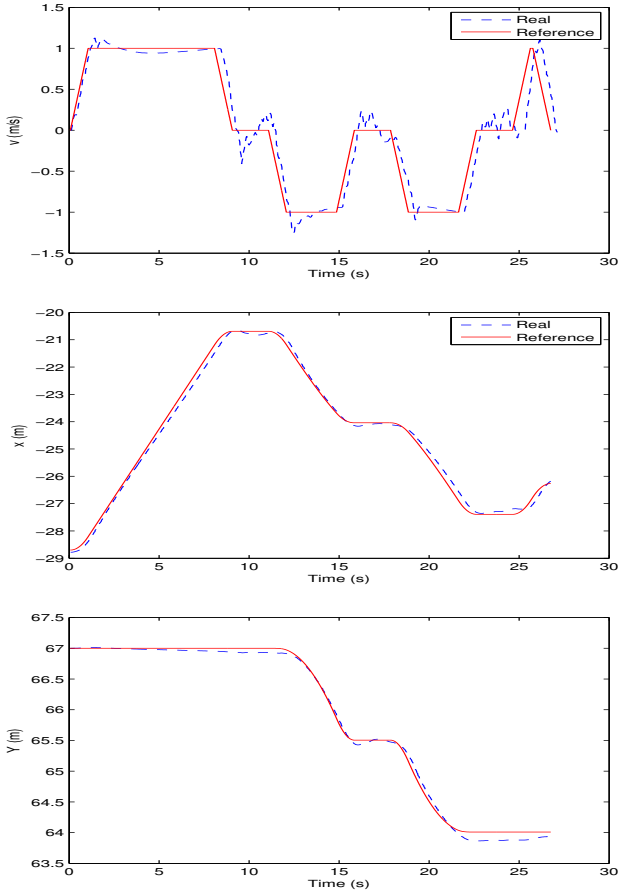 1.5
1
0.5
0
−0.5
−1
−1.5
v (m/s)
Real
Reference
0 5 10 15 20 25 30
Time (s)
−20
−21
−22
−23
−24
−25
−26
−27
−28
−29
x (m)
Real
Reference
0 5 10 15 20 25 30
Time (s)
67.5
67
66.5
66
65.5
65
64.5
64
63.5
Y (m)
0 5 10 15 20 25 30
Time (s)